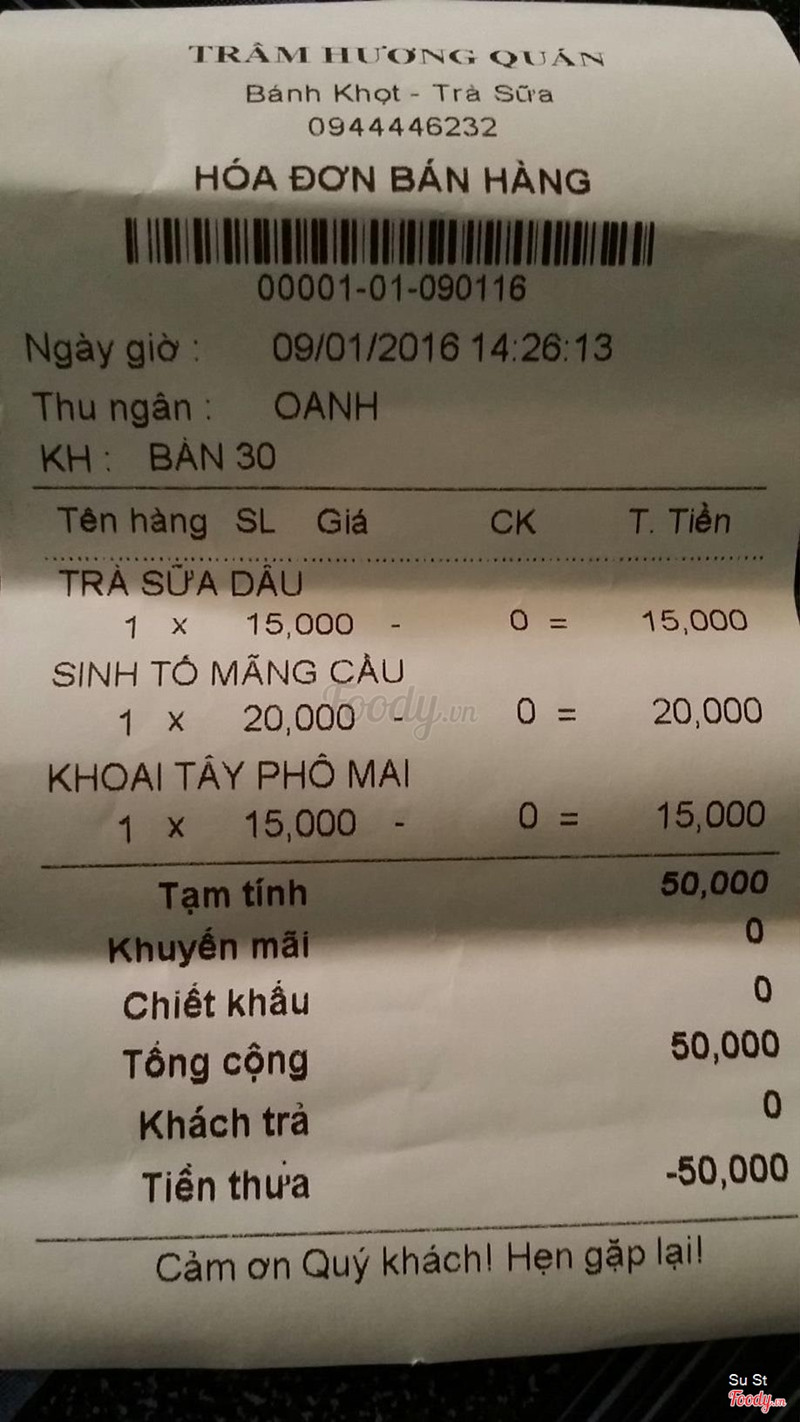 TRÂM HƯƠNG QUÁN
Bánh Khọt - Trà Sữa
0944446232
HÓA ĐƠN BÁN HÀNG
00001-01-090116
Ngày giờ : 09/01/2016 14:26:13
Thu ngân : OANH
KH : BÀN 30
Tên hàng SL Giá CK T. Tiền
TRÀ SỮA DÂU
1 x 15,000 - 0 = 15,000
SINH TỐ MÃNG CẦU
1 x 20,000 - 0 = 20,000
KHOAI TÂY PHÔ MAI
1 x 15,000 - 0 = 15,000
Tạm tính 50,000
Khuyến mãi 0
Chiết khấu 0
Tổng cộng 50,000
Khách trả 0
Tiền thừa -50,000
Cảm ơn Quý khách! Hẹn gặp lại!
Foody.vn
Su St
Foody.vn